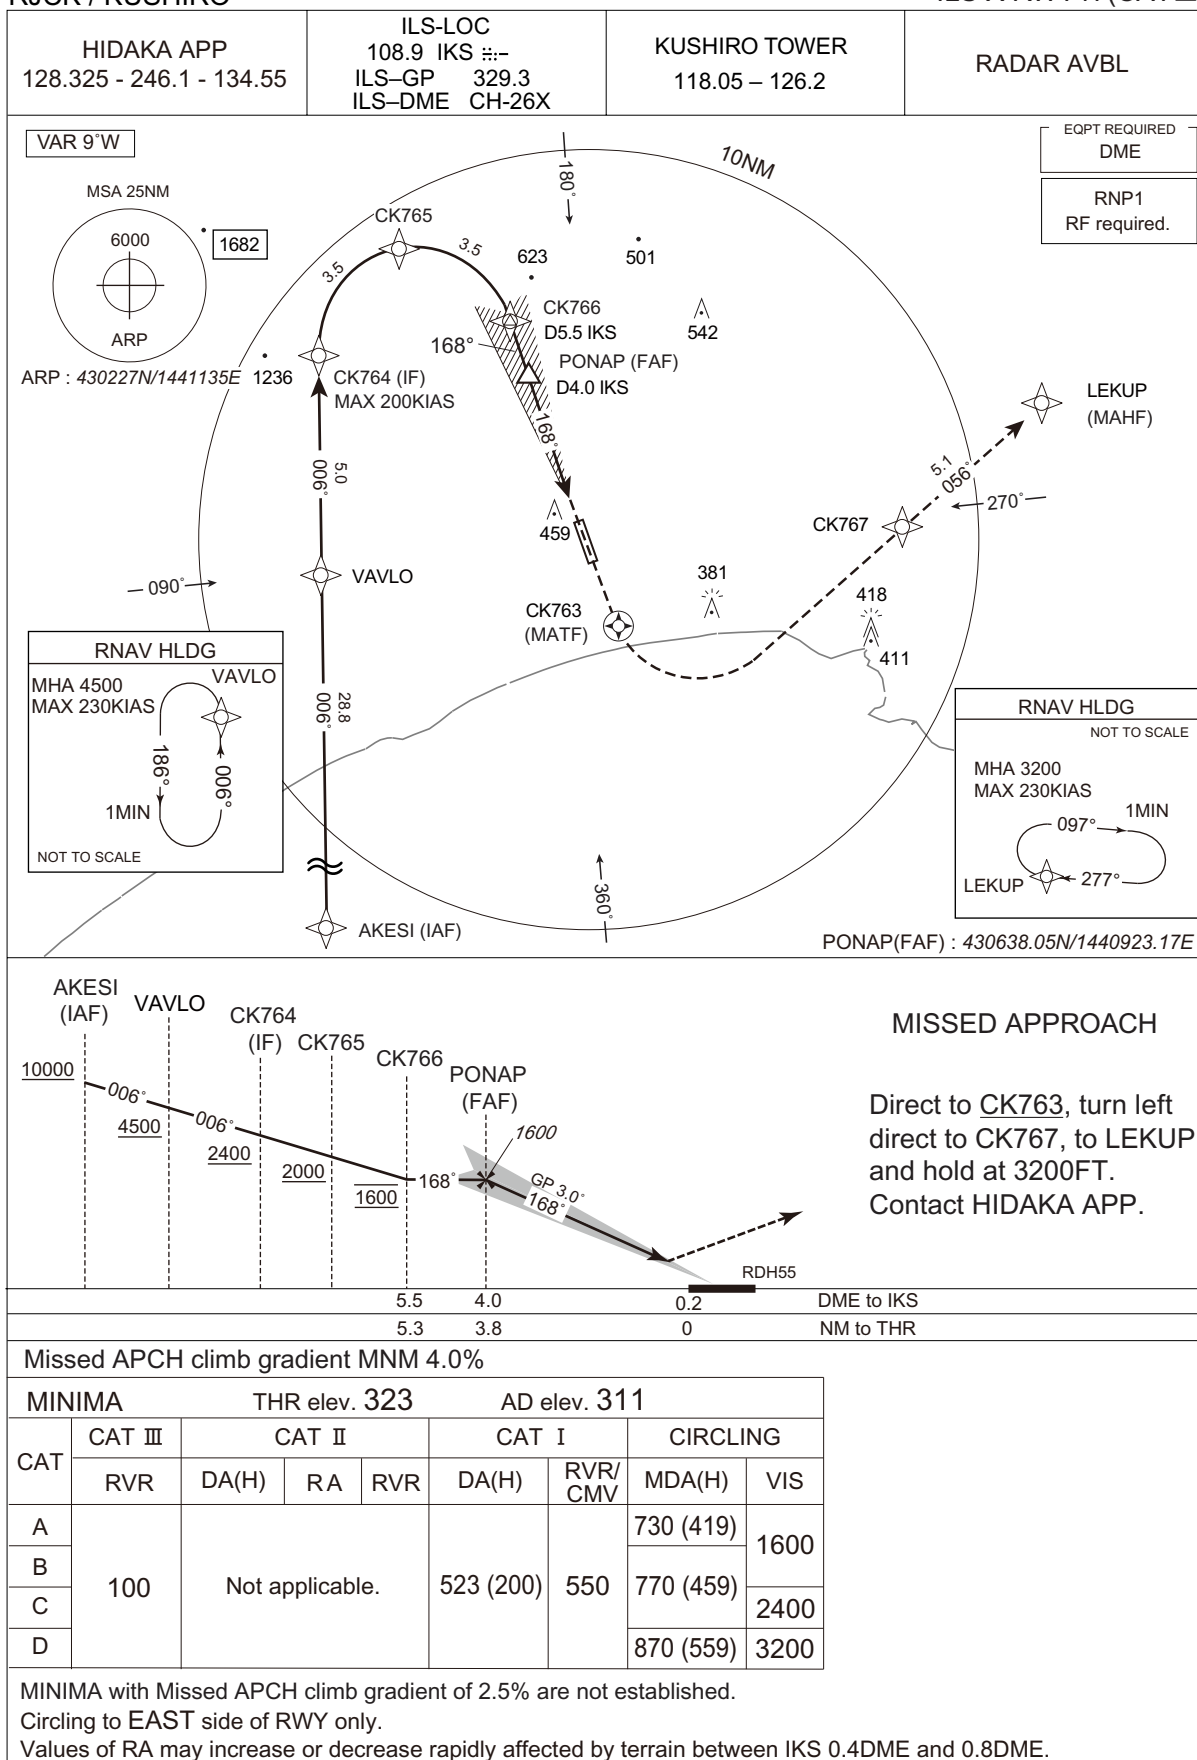 RJCK / KUSHIRO
HIDAKA APP
128.325 - 246.1 - 134.55
ILS-LOC
108.9 IKS
ILS–GP 329.3
ILS–DME CH-26X
KUSHIRO TOWER
118.05 – 126.2
RADAR AVBL
VAR 9°W
EQPT REQUIRED
DME
RNP1
RF required.
MSA 25NM
6000
ARP
1682
ARP : 430227N/1441135E
10NM
180°
CK765
3.5
3.5
623
501
CK766
D5.5 IKS
542
168°
PONAP (FAF)
D4.0 IKS
1236
CK764 (IF)
MAX 200KIAS
168°
LEKUP
(MAHF)
5.0
006°
5.1
056°
270°
459
CK767
090°
VAVLO
381
418
411
CK763
(MATF)
RNAV HLDG
MHA 4500
MAX 230KIAS
VAVLO
186°
006°
1MIN
NOT TO SCALE
28.8
006°
RNAV HLDG
NOT TO SCALE
MHA 3200
MAX 230KIAS
1MIN
097°
LEKUP
277°
360°
AKESI (IAF)
PONAP(FAF) : 430638.05N/1440923.17E
AKESI
(IAF)
VAVLO
CK764
(IF)
CK765
CK766
PONAP
(FAF)
10000
006°
4500
006°
2400
2000
1600
168°
1600
GP 3.0°
168°
RDH55
MISSED APPROACH
Direct to CK763, turn left
direct to CK767, to LEKUP
and hold at 3200FT.
Contact HIDAKA APP.
5.5 4.0 0.2 DME to IKS
5.3 3.8 0 NM to THR
Missed APCH climb gradient MNM 4.0%
MINIMA THR elev. 323 AD elev. 311
CAT CAT Ⅲ CAT Ⅱ CAT Ⅰ CIRCLING
RVR DA(H) RA RVR DA(H) RVR/CMV MDA(H) VIS
A 730 (419) 1600
B
100 Not applicable. 523 (200) 550 770 (459)
C 2400
D 870 (559) 3200
MINIMA with Missed APCH climb gradient of 2.5% are not established.
Circling to EAST side of RWY only.
Values of RA may increase or decrease rapidly affected by terrain between IKS 0.4DME and 0.8DME.